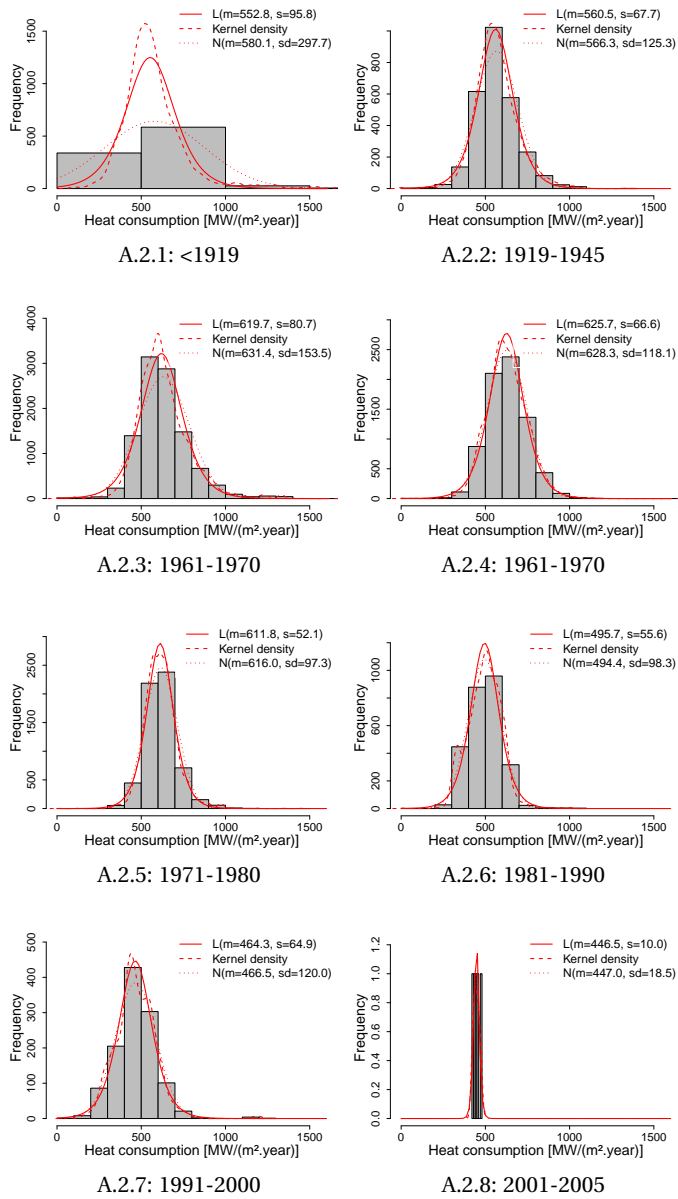 L(m=552.8, s=95.8)
Kernel density
N(m=580.1, sd=297.7)
Frequency
0 500 1000 1500
0 500 1000 1500
Heat consumption [MW/(m².year)]
A.2.1: <1919
L(m=560.5, s=67.7)
Kernel density
N(m=566.3, sd=125.3)
Frequency
0 200 400 600 800
0 500 1000 1500
Heat consumption [MW/(m².year)]
A.2.2: 1919-1945
L(m=619.7, s=80.7)
Kernel density
N(m=631.4, sd=153.5)
Frequency
0 1000 2000 3000 4000
0 500 1000 1500
Heat consumption [MW/(m².year)]
A.2.3: 1961-1970
L(m=625.7, s=66.6)
Kernel density
N(m=628.3, sd=118.1)
Frequency
0 500 1500 2500
0 500 1000 1500
Heat consumption [MW/(m².year)]
A.2.4: 1961-1970
L(m=611.8, s=52.1)
Kernel density
N(m=616.0, sd=97.3)
Frequency
0 500 1500 2500
0 500 1000 1500
Heat consumption [MW/(m².year)]
A.2.5: 1971-1980
L(m=495.7, s=55.6)
Kernel density
N(m=494.4, sd=98.3)
Frequency
0 200 600 1000
0 500 1000 1500
Heat consumption [MW/(m².year)]
A.2.6: 1981-1990
L(m=464.3, s=64.9)
Kernel density
N(m=466.5, sd=120.0)
Frequency
0 100 200 300 400 500
0 500 1000 1500
Heat consumption [MW/(m².year)]
A.2.7: 1991-2000
L(m=446.5, s=10.0)
Kernel density
N(m=447.0, sd=18.5)
Frequency
0.0 0.2 0.4 0.6 0.8 1.0 1.2
0 500 1000 1500
Heat consumption [MW/(m².year)]
A.2.8: 2001-2005